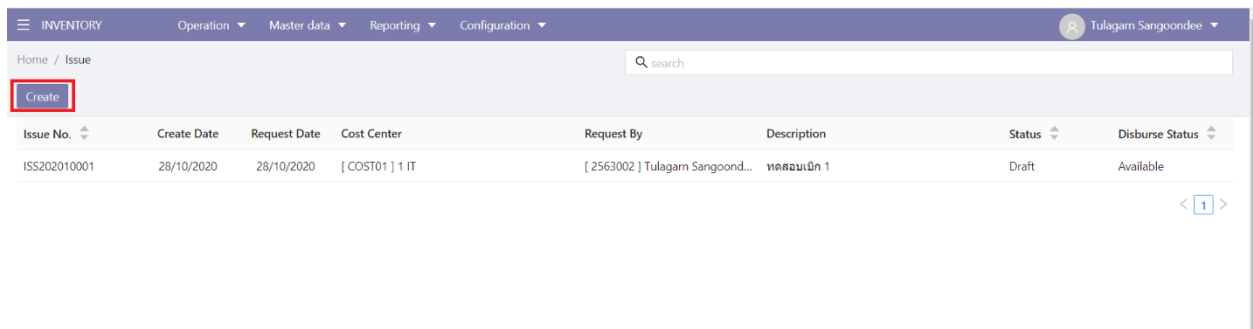 INVENTORY Operation Master data Reporting Configuration Tulagarn Sangoondee
Home / Issue search
Create
Issue No. Create Date Request Date Cost Center Request By Description Status Disburse Status
ISS202010001 28/10/2020 28/10/2020 [ COST01 ] 1 IT [ 2563002 ] Tulagarn Sangoond... ทดสอบเบิก 1 Draft Available
< 1 >